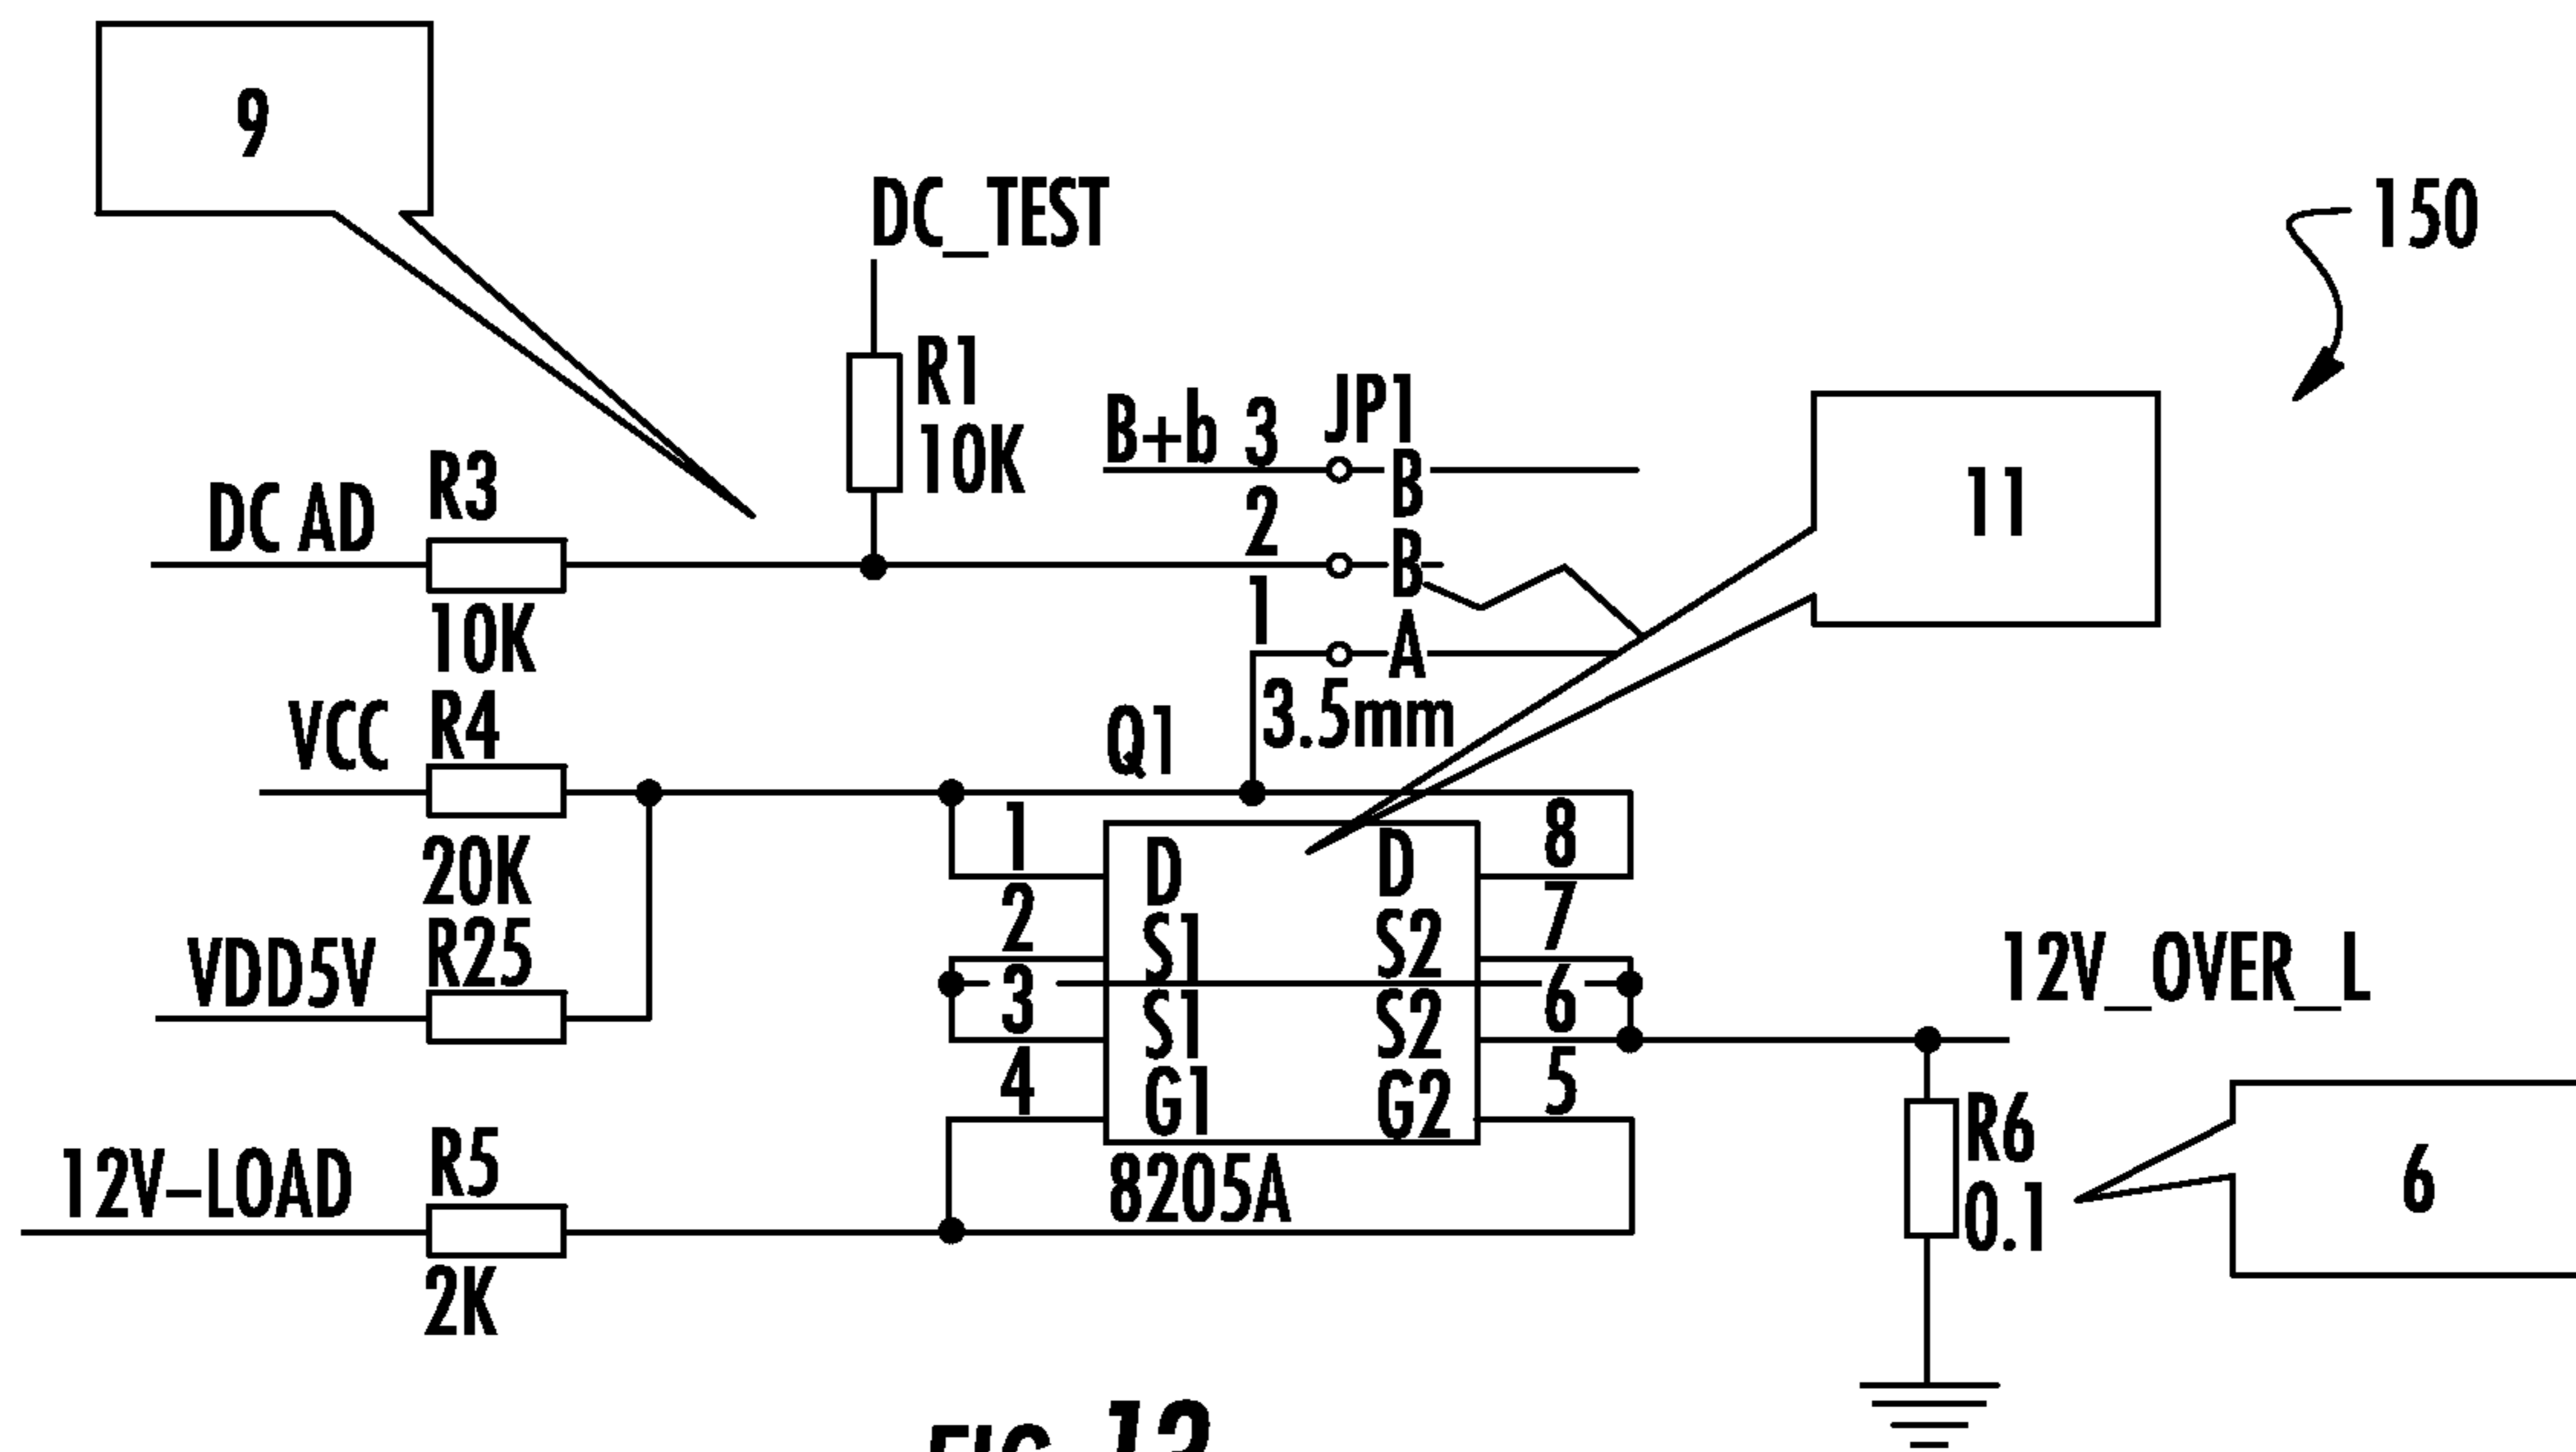 9
DC_TEST
150
R1
10K
B+b 3 JP1
B
11
DC AD R3
2
B
10K
1
A
3.5mm
VCC R4
Q1
20K
1 D D 8
2 S1 S2 7
VDD5V R25
3 S1 S2 6
12V_OVER_L
4 G1 G2 5
8205A
R6
0.1
6
12V-LOAD R5
2K